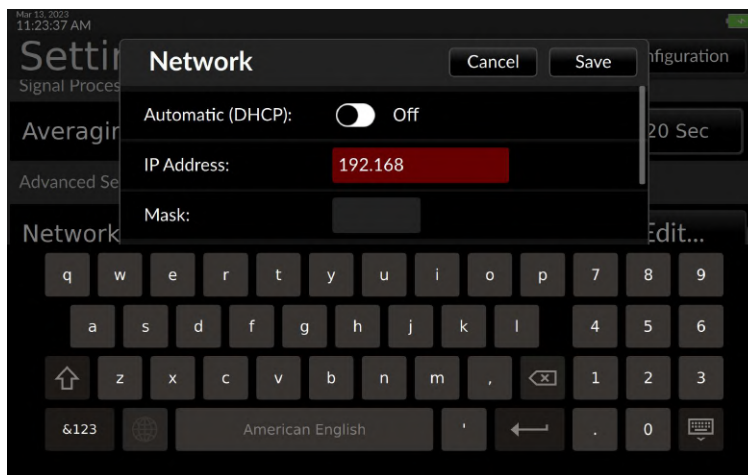 Mar 13, 2023
11:23:37 AM
Settin
nfiguration
Network
Cancel
Save
Signal Proces
Automatic (DHCP):
Off
Averagin
20 Sec
IP Address:
192.168
Advanced Se
Mask:
Network
Edit...
q w e r t y u i o p 7 8 9
a s d f g h j k l 4 5 6
z x c v b n m , 1 2 3
&123 American English ' . 0